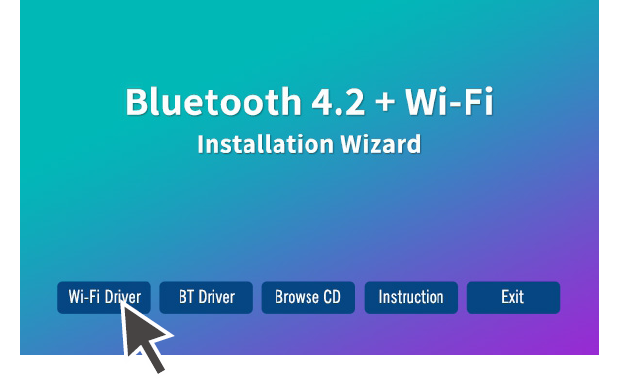 Bluetooth 4.2 + Wi-Fi
Installation Wizard
Wi-Fi Driver BT Driver Browse CD Instruction Exit